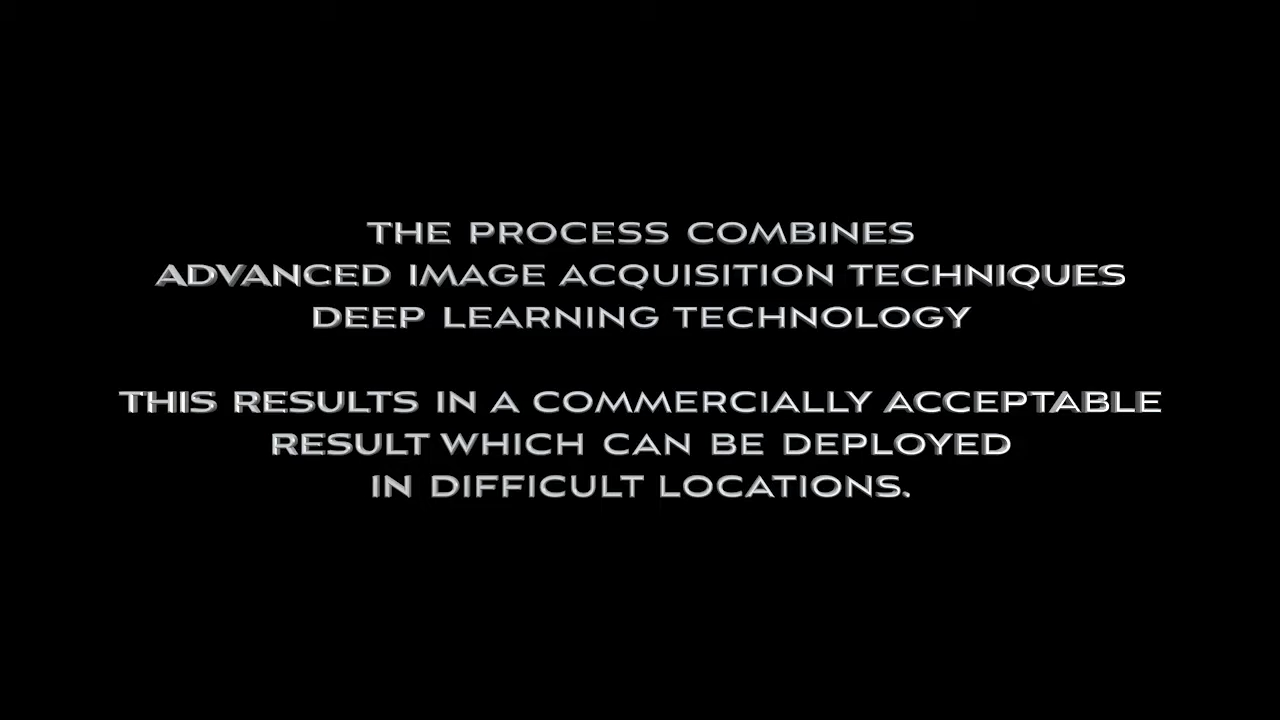 THE PROCESS COMBINES
ADVANCED IMAGE ACQUISITION TECHNIQUES
DEEP LEARNING TECHNOLOGY
THIS RESULTS IN A COMMERCIALLY ACCEPTABLE
RESULT WHICH CAN BE DEPLOYED
IN DIFFICULT LOCATIONS.